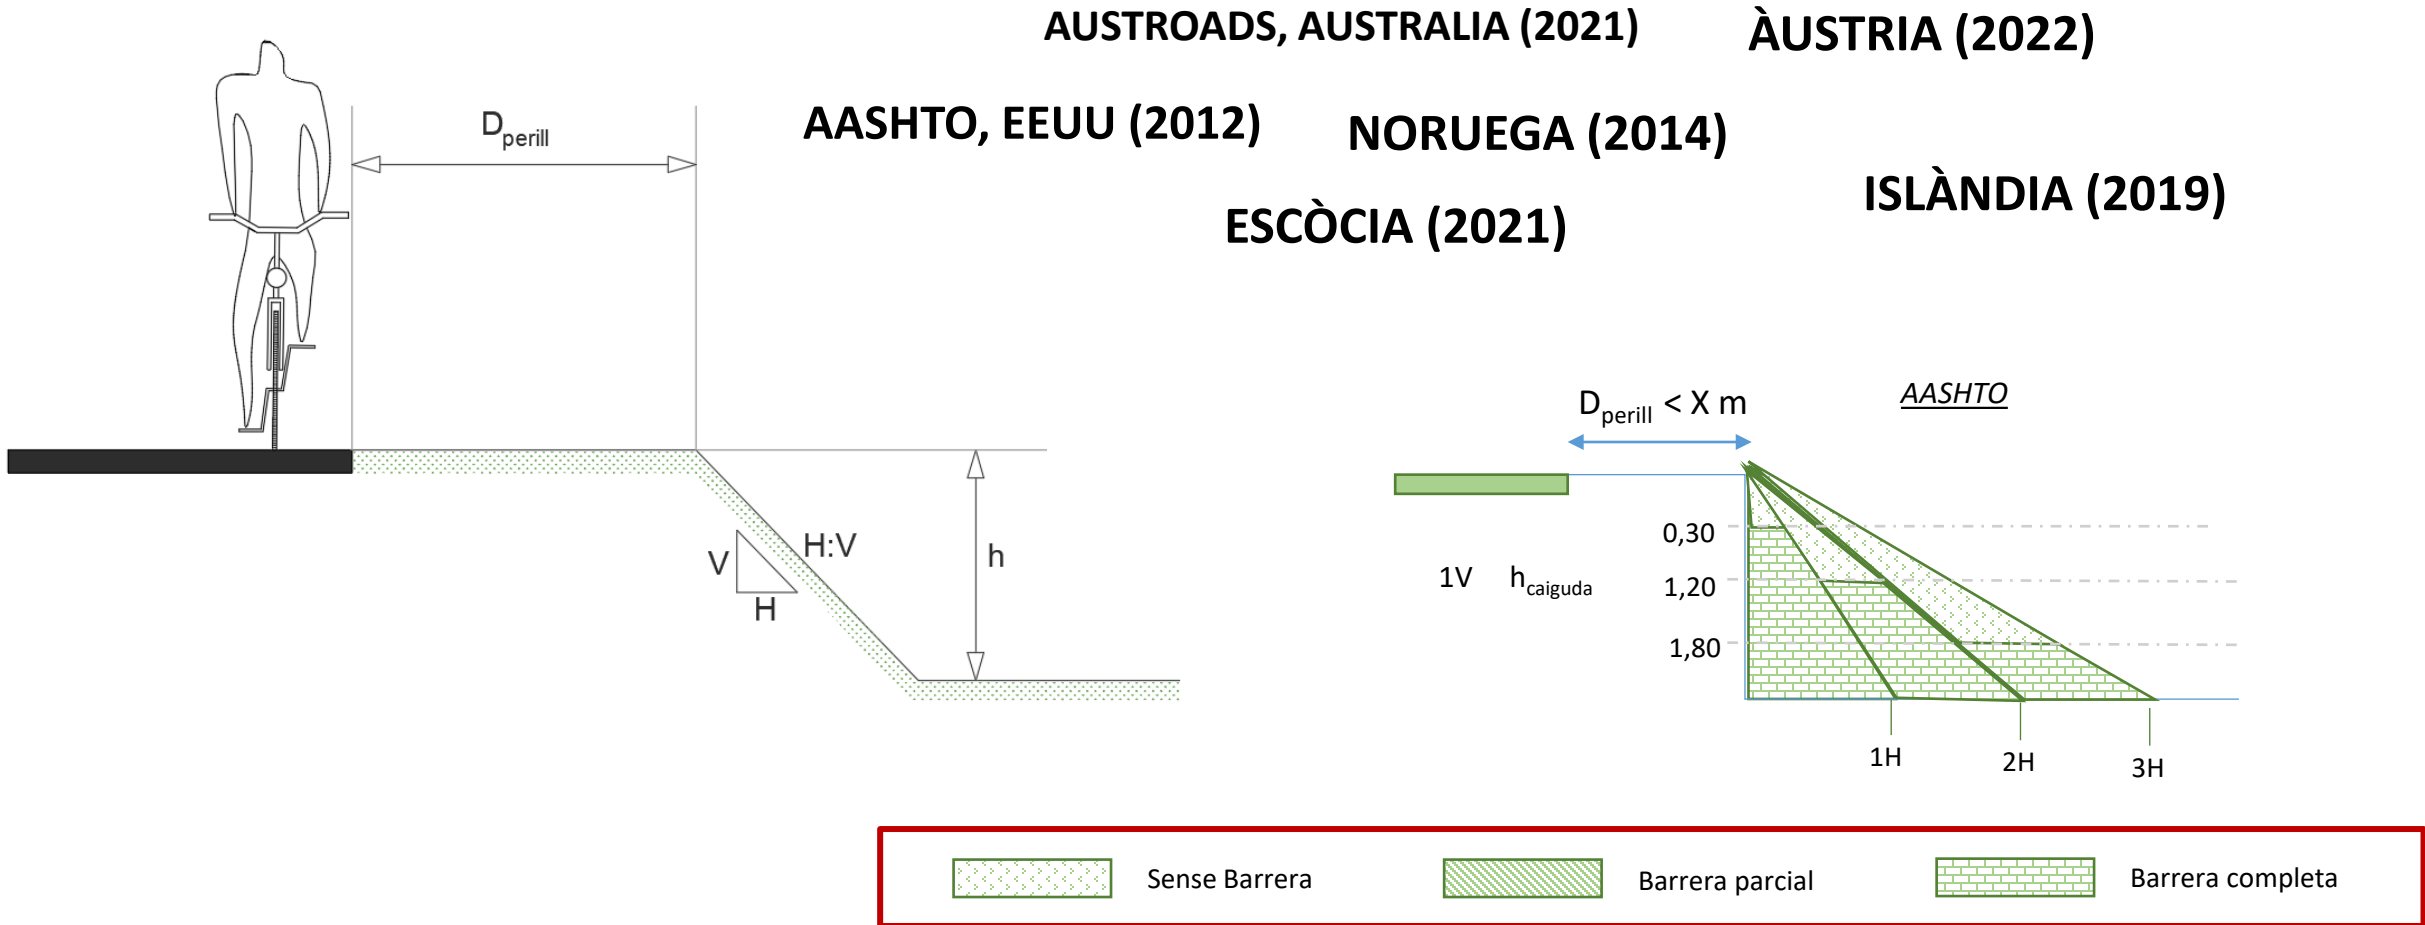 AUSTROADS, AUSTRALIA (2021)
ÀUSTRIA (2022)
AASHTO, EEUU (2012)
NORUEGA (2014)
ISLÀNDIA (2019)
ESCÒCIA (2021)
Dperill
H:V
V
H
h
Dperill < X m
AASHTO
0,30
1V hcaiguda
1,20
1,80
1H
2H
3H
Sense Barrera
Barrera parcial
Barrera completa